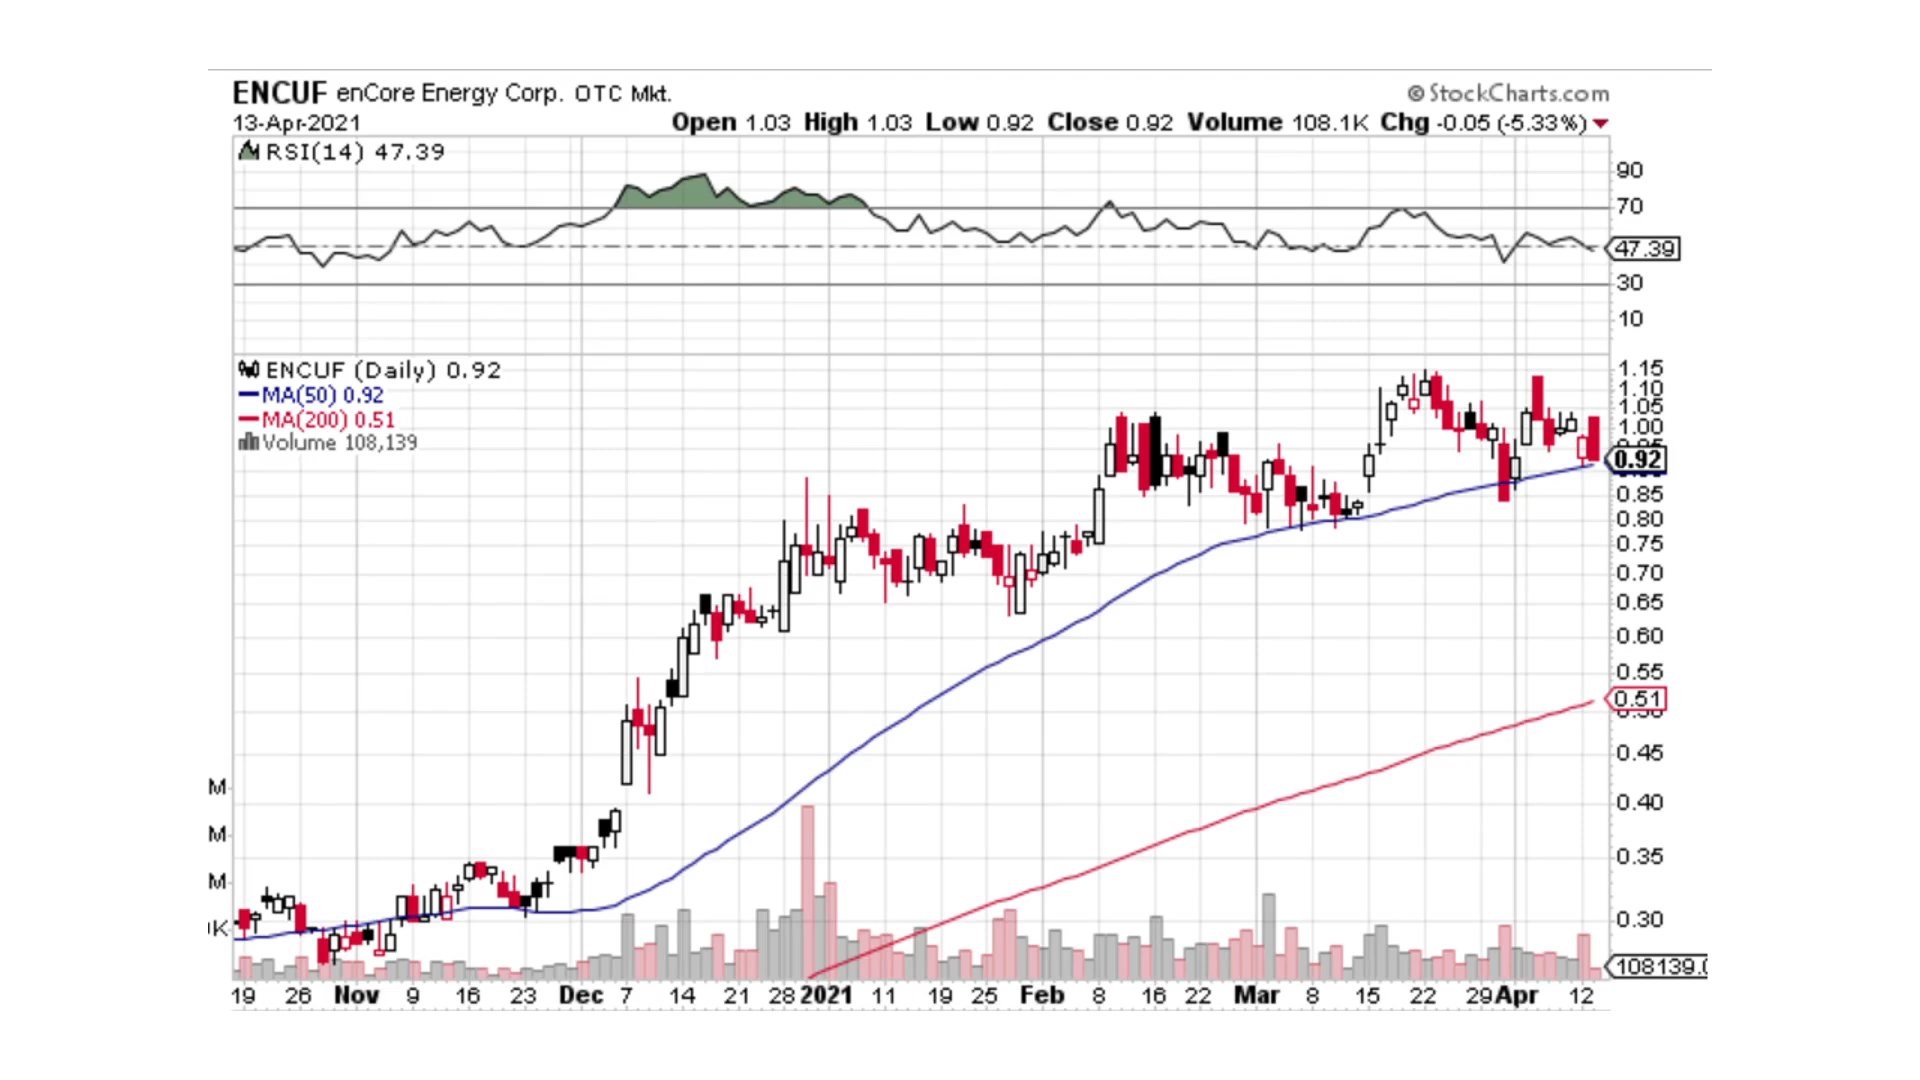 ENCUF enCore Energy Corp. OTC Mkt. © StockCharts.com
13-Apr-2021 Open 1.03 High 1.03 Low 0.92 Close 0.92 Volume 108.1K Chg -0.05 (-5.33%)
RSI(14) 47.39
90
70
47.39
30
10
ENCUF (Daily) 0.92
MA(50) 0.92
MA(200) 0.51
Volume 108,139
1.15
1.10
1.05
1.00
0.92
0.85
0.80
0.75
0.70
0.65
0.60
0.55
0.51
0.45
0.40
0.35
0.30
M
M
M
K
108139.0
19 26 Nov 9 16 23 Dec 7 14 21 28 2021 11 19 25 Feb 8 16 22 Mar 8 15 22 29 Apr 12